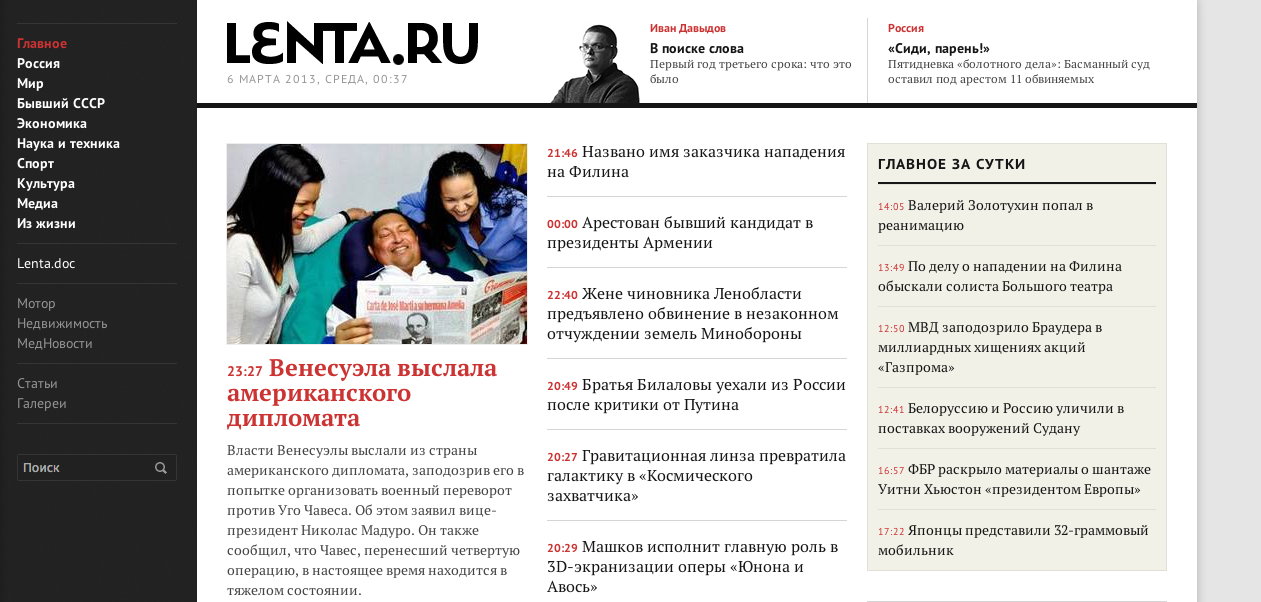 Главное
Россия
Мир
Бывший СССР
Экономика
Наука и техника
Спорт
Культура
Медиа
Из жизни
Lenta.doc
Мотор
Недвижимость
МедНовости
Статьи
Галереи
Поиск
LENTA.RU
6 МАРТА 2013, СРЕДА, 00:37
Иван Давыдов
В поиске слова
Первый год третьего срока: что это
было
Россия
«Сиди, парень!»
Пятидневка «болотного дела»: Басманный суд
оставил под арестом 11 обвиняемых
Granma
Carta de José Martí a su hermana Amelia
23:27 Венесуэла выслала
американского
дипломата
Власти Венесуэлы выслали из страны
американского дипломата, заподозрив его в
попытке организовать военный переворот
против Уго Чавеса. Об этом заявил вице-
президент Николас Мадуро. Он также
сообщил, что Чавес, перенесший четвертую
операцию, в настоящее время находится в
тяжелом состоянии.
21:46 Названо имя заказчика нападения
на Филина
00:00 Арестован бывший кандидат в
президенты Армении
22:40 Жене чиновника Ленобласти
предъявлено обвинение в незаконном
отчуждении земель Минобороны
20:49 Братья Билаловы уехали из России
после критики от Путина
20:27 Гравитационная линза превратила
галактику в «Космического
захватчика»
20:29 Машков исполнит главную роль в
3D-экранизации оперы «Юнона и
Авось»
ГЛАВНОЕ ЗА СУТКИ
14:05 Валерий Золотухин попал в
реанимацию
13:49 По делу о нападении на Филина
обыскали солиста Большого театра
12:50 МВД заподозрило Браудера в
миллиардных хищениях акций
«Газпрома»
12:41 Белоруссию и Россию уличили в
поставках вооружений Судану
16:57 ФБР раскрыло материалы о шантаже
Уитни Хьюстон «президентом Европы»
17:22 Японцы представили 32-граммовый
мобильник